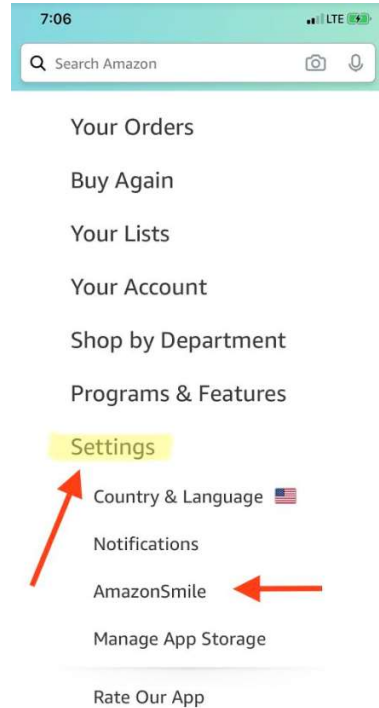 7:06 LTE
Search Amazon
Your Orders
Buy Again
Your Lists
Your Account
Shop by Department
Programs & Features
Settings
Country & Language
Notifications
AmazonSmile
Manage App Storage
Rate Our App